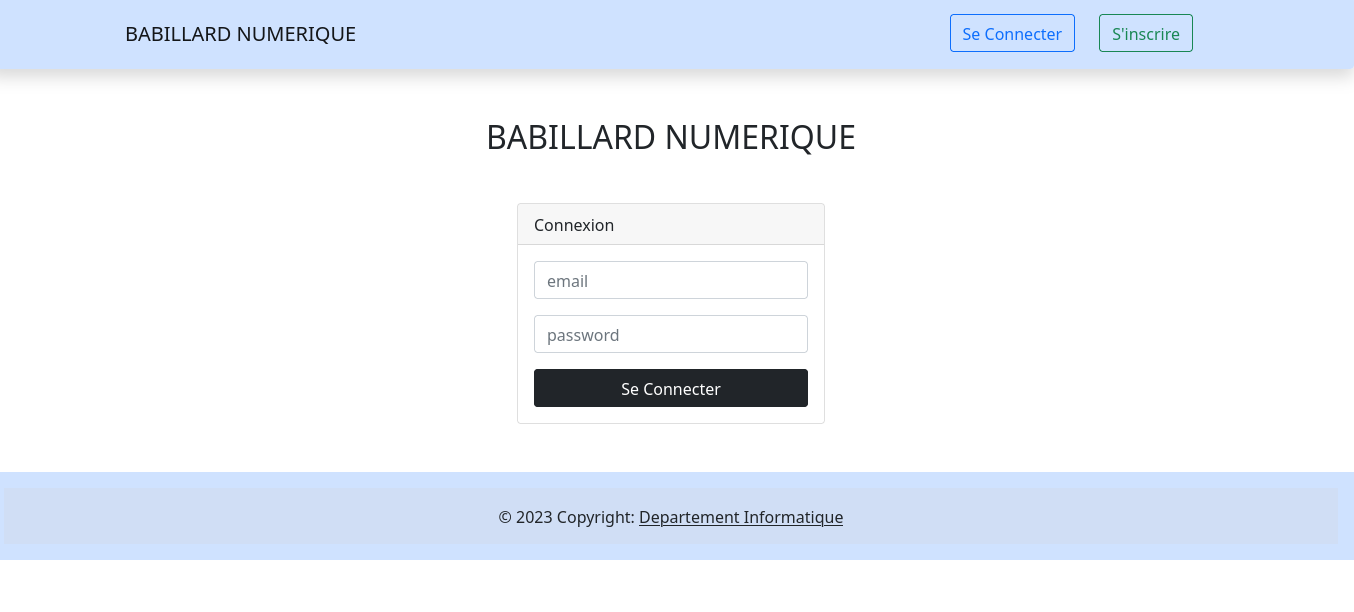 BABILLARD NUMERIQUE
Se Connecter
S'inscrire
BABILLARD NUMERIQUE
Connexion
email
password
Se Connecter
© 2023 Copyright: Departement Informatique